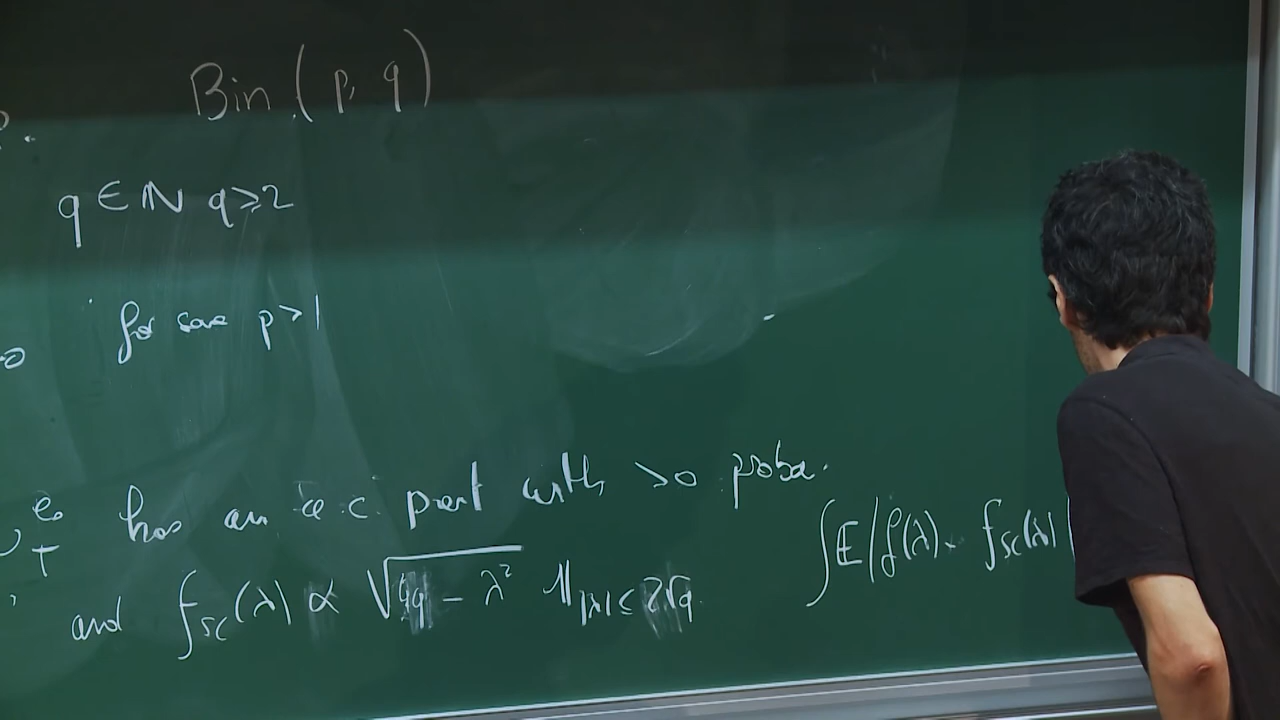 Bin (p, q)
q ∈ ℕ q ≥ 2
for some p > 1
e
T
has an a.c. part with >0 proba.
and f_sc(λ) ∝ √(4q − λ²) 1_{|λ| ≤ 2√q}
∫ 𝔼 | f(λ) − f_sc(λ) |